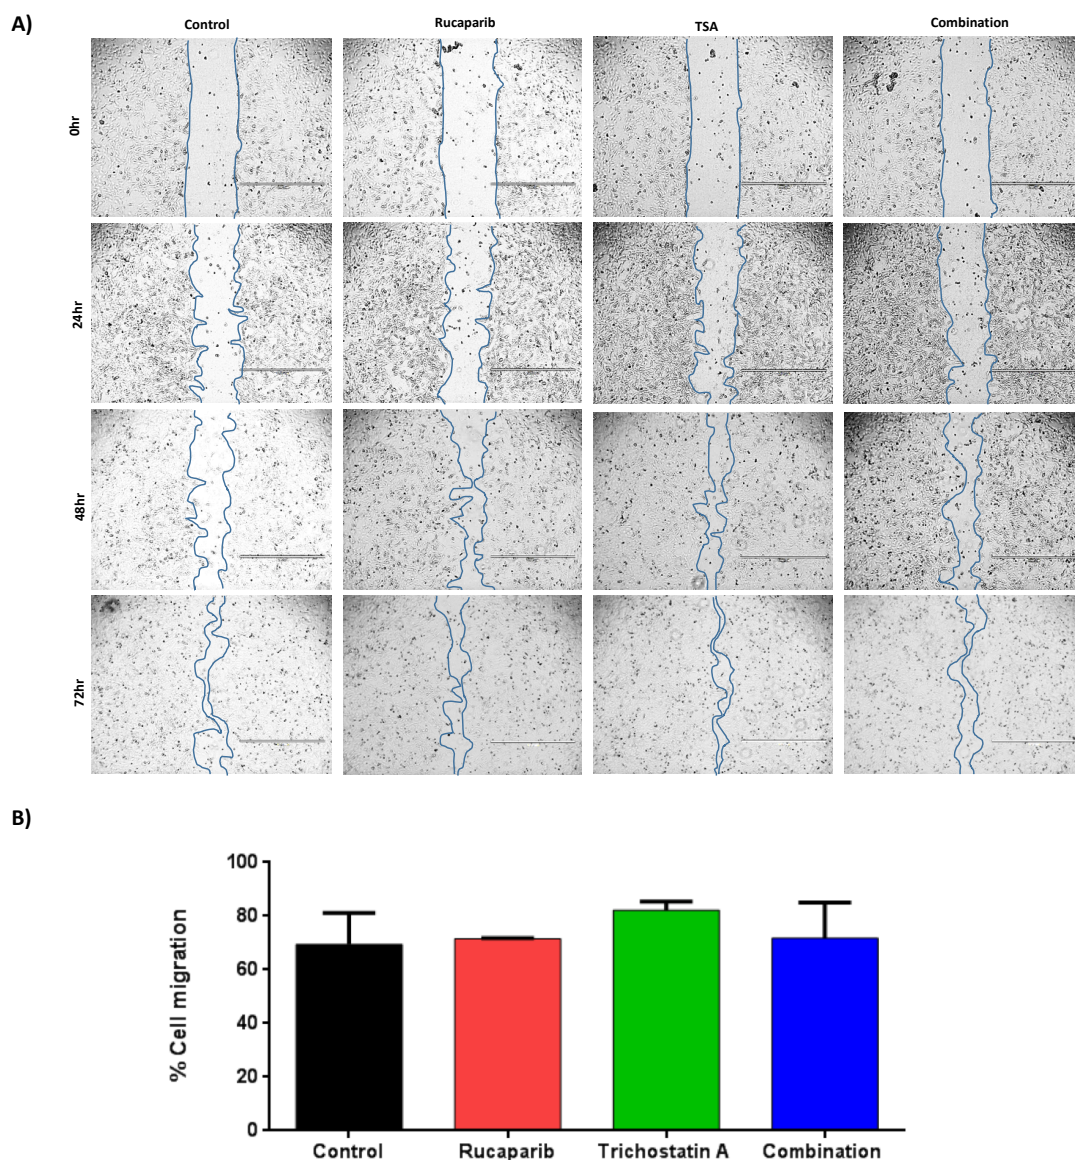 A)
Control Rucaparib TSA Combination
0hr
24hr
48hr
72hr
B)
100
80
60
40
20
0
% Cell migration
Control Rucaparib Trichostatin A Combination